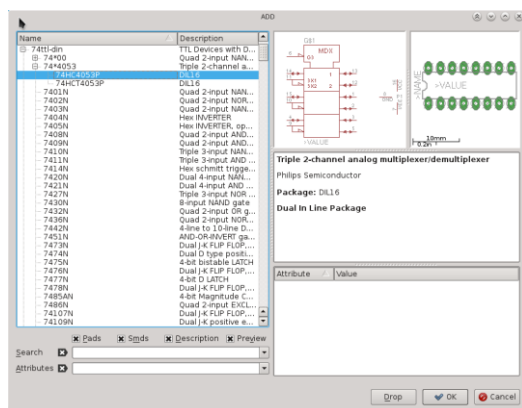 ADD
Name Description
74ttl-din TTL Devices with D...
74*00 Quad 2-input NAN...
74*4053 Triple 2-channel a...
74HC4053P DIL16
74HCT4053P DIL16
7401N Quad 2-input NAN...
7402N Quad 2-input NOR...
7403N Quad 2-input NAN...
7404N Hex INVERTER
7405N Hex INVERTER, op...
7408N Quad 2-input AND...
7409N Quad 2-input AND...
7410N Triple 3-input NAN...
7411N Triple 3-input AND ...
7414N Hex schmitt trigge...
7420N Dual 4-input NAN...
7421N Dual 4-input AND ...
7427N Triple 3-input NOR ...
7430N 8-input NAND gate
7432N Quad 2-input OR g...
7436N Quad 2-input NOR...
7442N 4-line to 10-line D...
7451N AND-OR-INVERT ga...
7473N Dual J-K FLIP FLOP,...
7474N Dual D type positi...
7475N 4-bit bistable LATCH
7476N Dual J-K FLIP FLOP,...
7477N 4-bit D LATCH
7478N Dual J-K FLIP FLOP,...
7485AN 4-bit Magnitude C...
7486N Quad 2-input EXCL...
74107N Dual J-K FLIP FLOP,...
74109N Dual J-K positive e...
Pads Smds Description Preview
Search
Attributes
G$1
MDX
G3
>VALUE
GND
VCC
>NAME
>VALUE
10mm
0.2in
Triple 2-channel analog multiplexer/demultiplexer
Philips Semiconductor
Package: DIL16
Dual In Line Package
Attribute Value
Drop OK Cancel